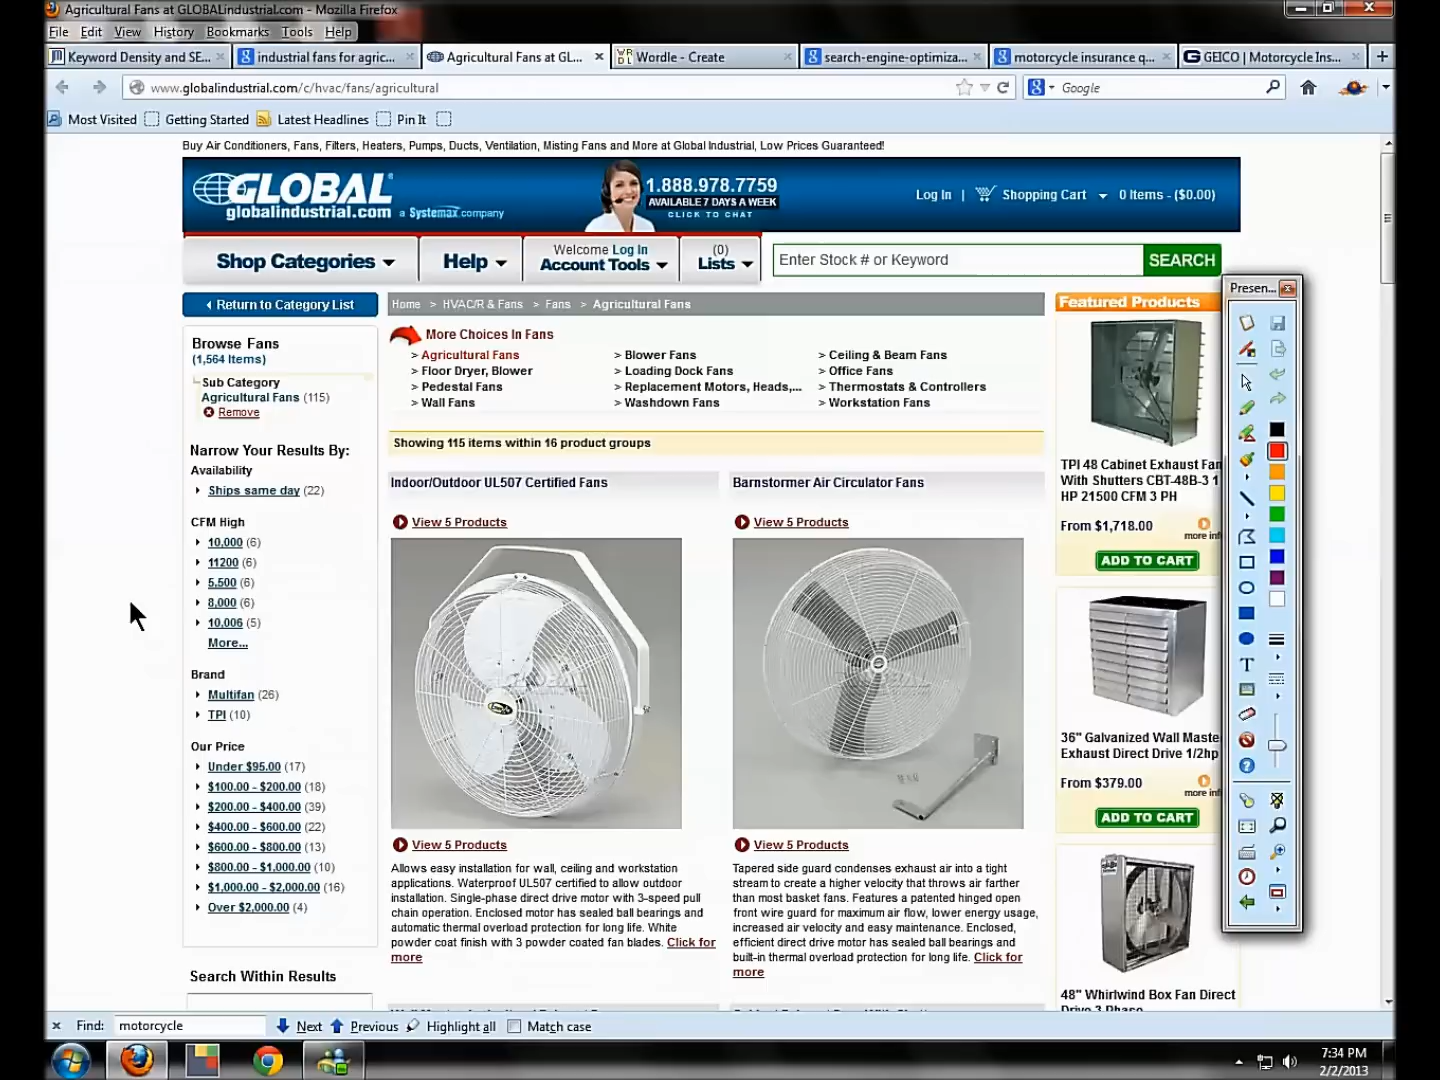 Agricultural Fans at GLOBALindustrial.com - Mozilla Firefox
File Edit View History Bookmarks Tools Help
Keyword Density and SE...
industrial fans for agric...
Agricultural Fans at GL...
Wordle - Create
search-engine-optimiza...
motorcycle insurance q...
GEICO | Motorcycle Ins...
www.globalindustrial.com/c/hvac/fans/agricultural
Google
Most Visited Getting Started Latest Headlines Pin It
Buy Air Conditioners, Fans, Filters, Heaters, Pumps, Ducts, Ventilation, Misting Fans and More at Global Industrial, Low Prices Guaranteed!
GLOBAL
globalindustrial.com a Systemax company
1.888.978.7759
AVAILABLE 7 DAYS A WEEK
CLICK TO CHAT
Log In | Shopping Cart 0 Items - ($0.00)
Shop Categories
Help
Welcome Log In
Account Tools
(0)
Lists
Enter Stock # or Keyword
SEARCH
Return to Category List
Home > HVAC/R & Fans > Fans > Agricultural Fans
Browse Fans
(1,564 Items)
Sub Category
Agricultural Fans (115)
Remove
Narrow Your Results By:
Availability
Ships same day (22)
CFM High
10,000 (6)
11200 (6)
5,500 (6)
8,000 (6)
10,006 (5)
More...
Brand
Multifan (26)
TPI (10)
Our Price
Under $95.00 (17)
$100.00 - $200.00 (18)
$200.00 - $400.00 (39)
$400.00 - $600.00 (22)
$600.00 - $800.00 (13)
$800.00 - $1,000.00 (10)
$1,000.00 - $2,000.00 (16)
Over $2,000.00 (4)
Search Within Results
More Choices In Fans
> Agricultural Fans > Blower Fans > Ceiling & Beam Fans
> Floor Dryer, Blower > Loading Dock Fans > Office Fans
> Pedestal Fans > Replacement Motors, Heads,... > Thermostats & Controllers
> Wall Fans > Washdown Fans > Workstation Fans
Showing 115 items within 16 product groups
Indoor/Outdoor UL507 Certified Fans
View 5 Products
GLOBAL
View 5 Products
Allows easy installation for wall, ceiling and workstation
applications. Waterproof UL507 certified to allow outdoor
installation. Single-phase direct drive motor with 3-speed pull
chain operation. Enclosed motor has sealed ball bearings and
automatic thermal overload protection for long life. White
powder coat finish with 3 powder coated fan blades. Click for
more
Barnstormer Air Circulator Fans
View 5 Products
GLOBAL
View 5 Products
Tapered side guard condenses exhaust air into a tight
stream to create a higher velocity that throws air farther
than most basket fans. Features a patented hinged open
front wire guard for maximum air flow, lower energy usage,
increased air velocity and easy maintenance. Enclosed,
efficient direct drive motor has sealed ball bearings and
built-in thermal overload protection for long life. Click for
more
Featured Products
TPI 48 Cabinet Exhaust Fan
With Shutters CBT-48B-3 1
HP 21500 CFM 3 PH
From $1,718.00
more inf
ADD TO CART
36" Galvanized Wall Master
Exhaust Direct Drive 1/2hp
From $379.00
more inf
ADD TO CART
48" Whirlwind Box Fan Direct
Drive 3 Phase
Presen...
T
Find: motorcycle Next Previous Highlight all Match case
7:34 PM
2/2/2013